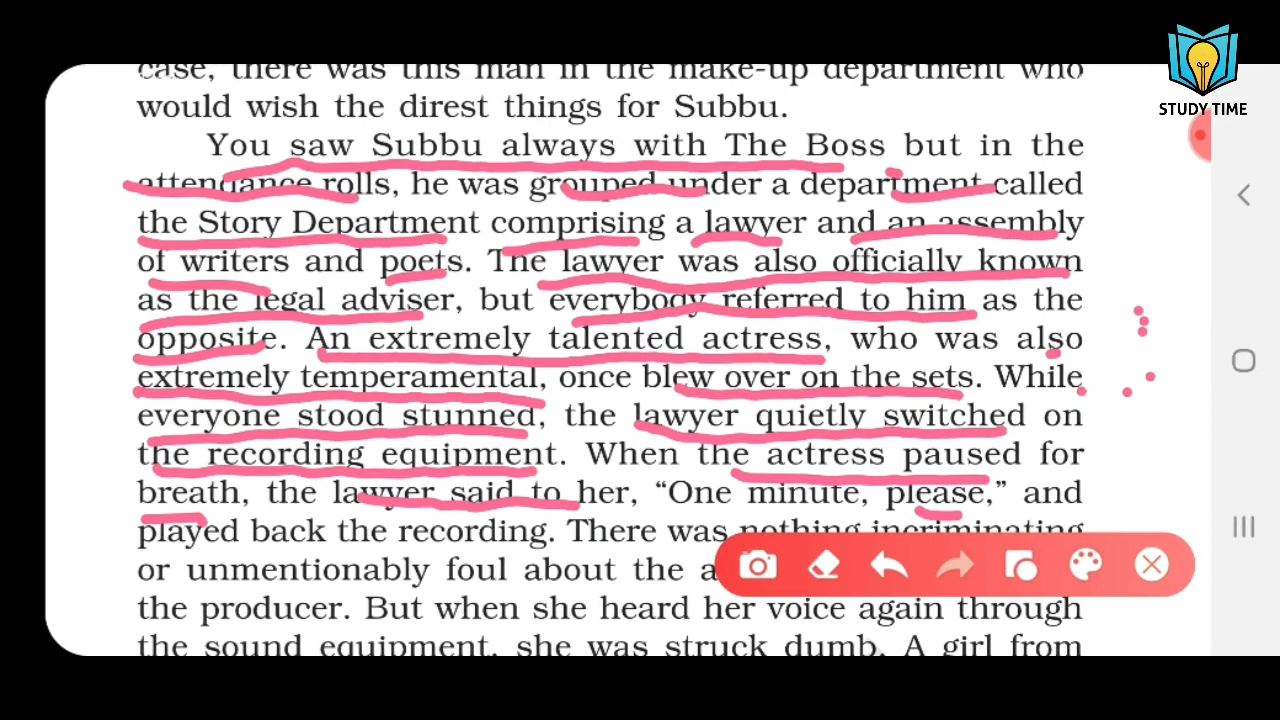 case, there was this man in the make-up department who
would wish the direst things for Subbu.
You saw Subbu always with The Boss but in the
attendance rolls, he was grouped under a department called
the Story Department comprising a lawyer and an assembly
of writers and poets. The lawyer was also officially known
as the legal adviser, but everybody referred to him as the
opposite. An extremely talented actress, who was also
extremely temperamental, once blew over on the sets. While
everyone stood stunned, the lawyer quietly switched on
the recording equipment. When the actress paused for
breath, the lawyer said to her, “One minute, please,” and
played back the recording. There was nothing incriminating
or unmentionably foul about the
the producer. But when she heard her voice again through
the sound equipment, she was struck dumb. A girl from
STUDY TIME